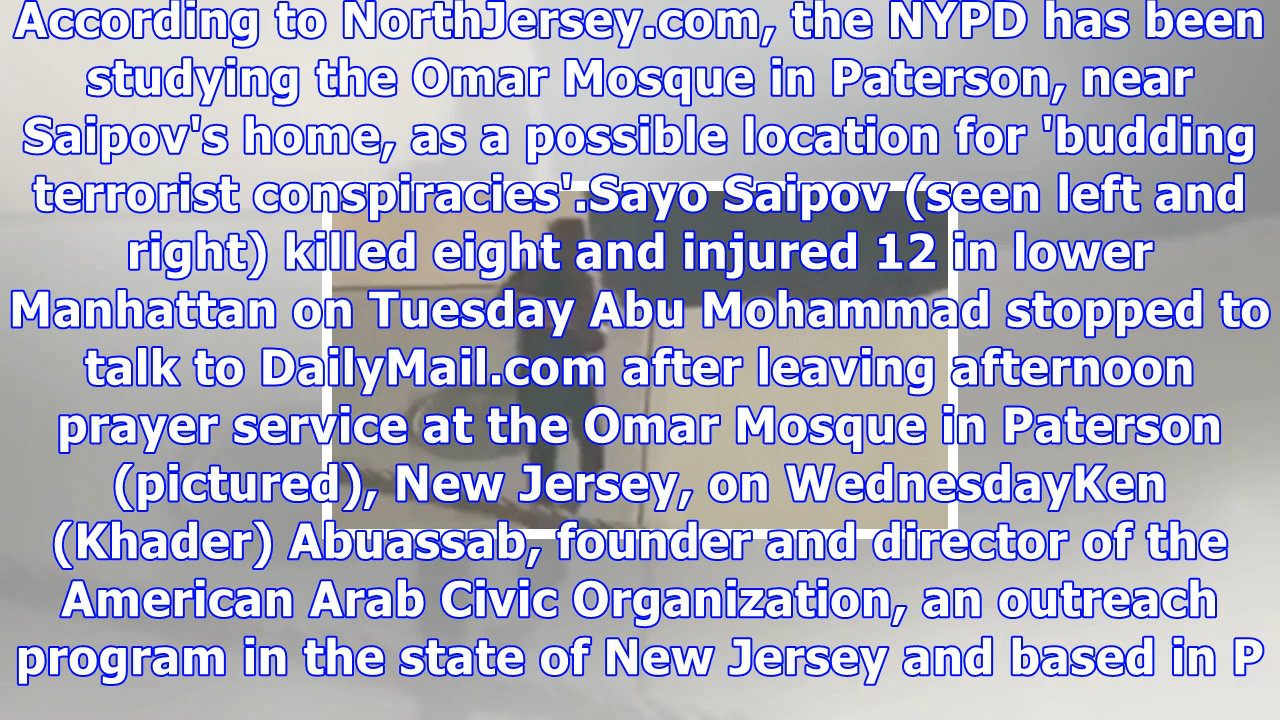 According to NorthJersey.com, the NYPD has been
studying the Omar Mosque in Paterson, near
Saipov's home, as a possible location for 'budding
terrorist conspiracies'.Sayo Saipov (seen left and
right) killed eight and injured 12 in lower
Manhattan on Tuesday Abu Mohammad stopped to
talk to DailyMail.com after leaving afternoon
prayer service at the Omar Mosque in Paterson
(pictured), New Jersey, on WednesdayKen
(Khader) Abuassab, founder and director of the
American Arab Civic Organization, an outreach
program in the state of New Jersey and based in P